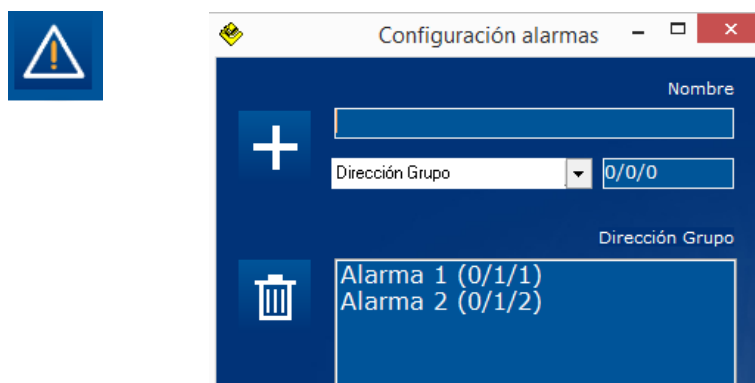 Configuración alarmas
Nombre
Dirección Grupo 0/0/0
Dirección Grupo
Alarma 1 (0/1/1)
Alarma 2 (0/1/2)